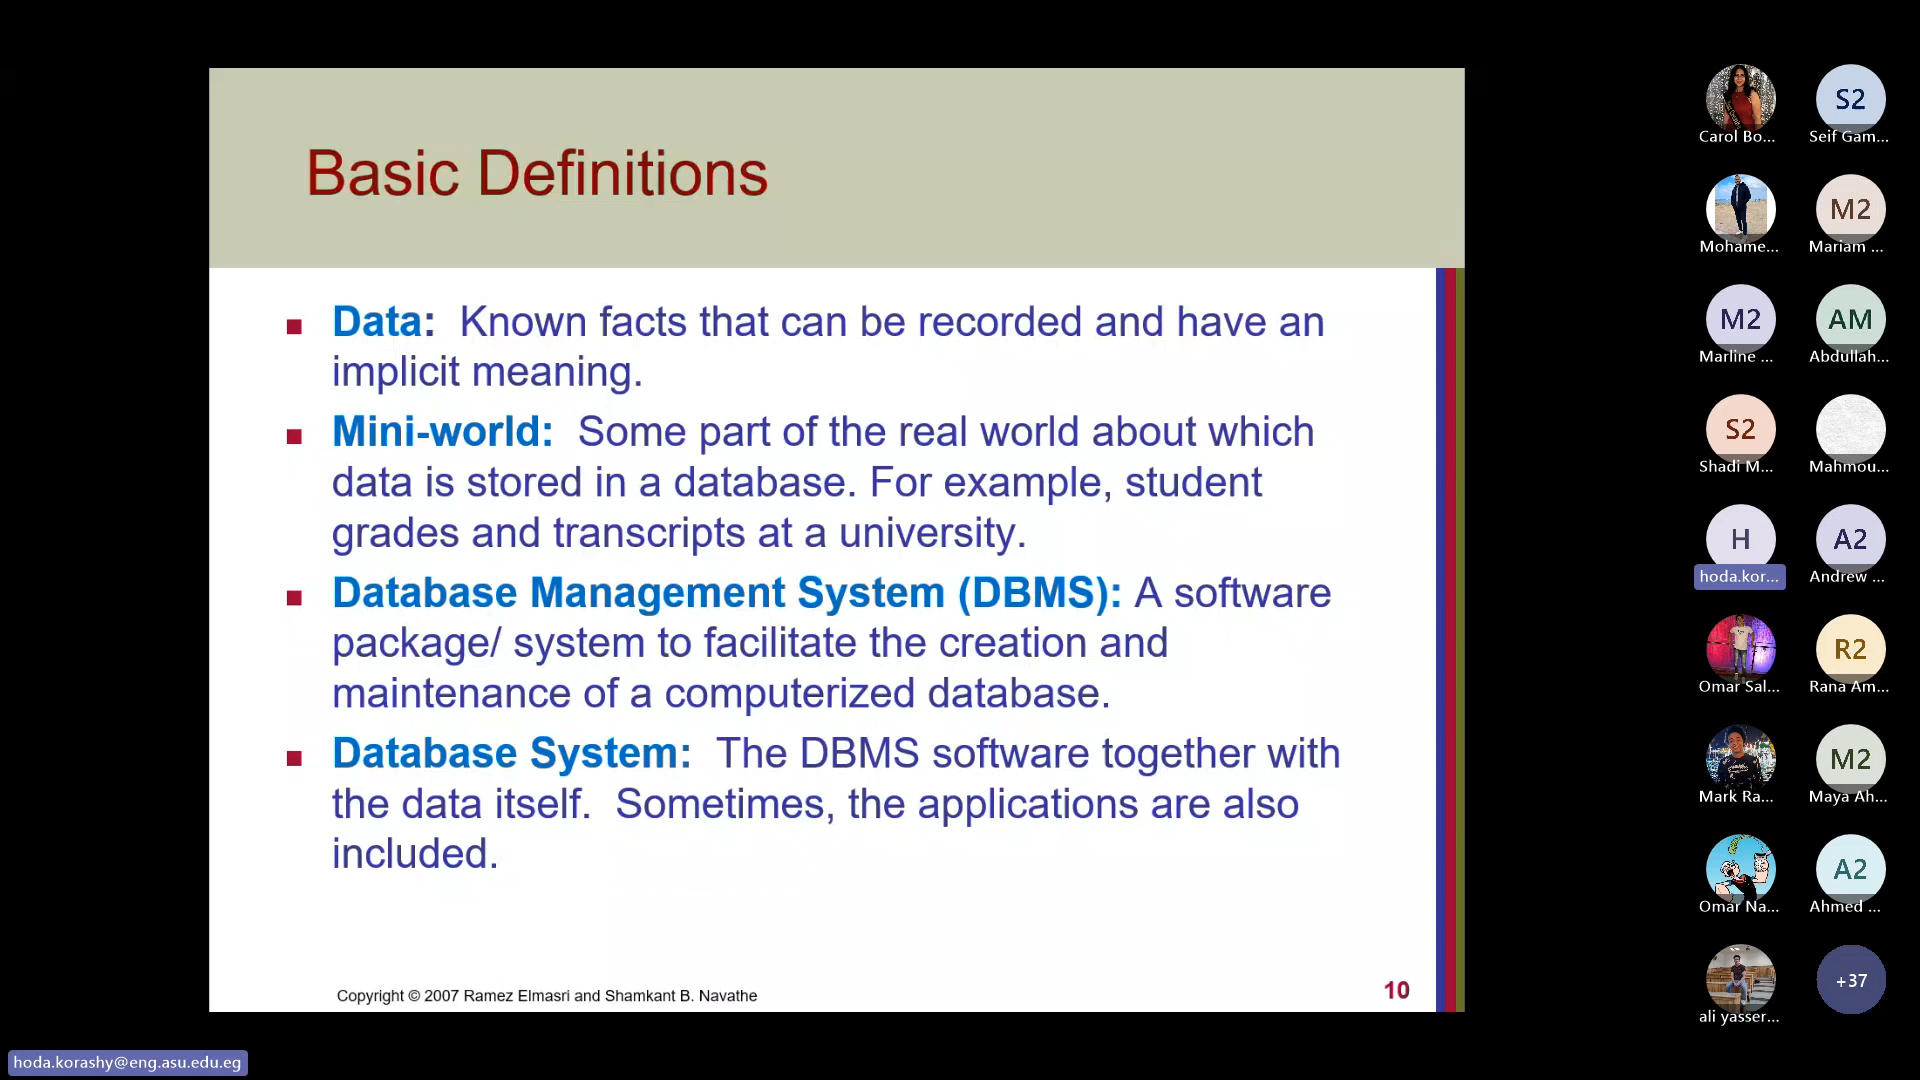 Basic Definitions
Data: Known facts that can be recorded and have an
implicit meaning.
Mini-world: Some part of the real world about which
data is stored in a database. For example, student
grades and transcripts at a university.
Database Management System (DBMS): A software
package/ system to facilitate the creation and
maintenance of a computerized database.
Database System: The DBMS software together with
the data itself. Sometimes, the applications are also
included.
Copyright © 2007 Ramez Elmasri and Shamkant B. Navathe
10
Carol Bo...
S2
Seif Gam...
Mohame...
M2
Mariam ...
M2
Marline ...
AM
Abdullah...
S2
Shadi M...
Mahmou...
H
hoda.kor...
A2
Andrew ...
Omar Sal...
R2
Rana Am...
Mark Ra...
M2
Maya Ah...
Omar Na...
A2
Ahmed ...
ali yasser...
+37
hoda.korashy@eng.asu.edu.eg